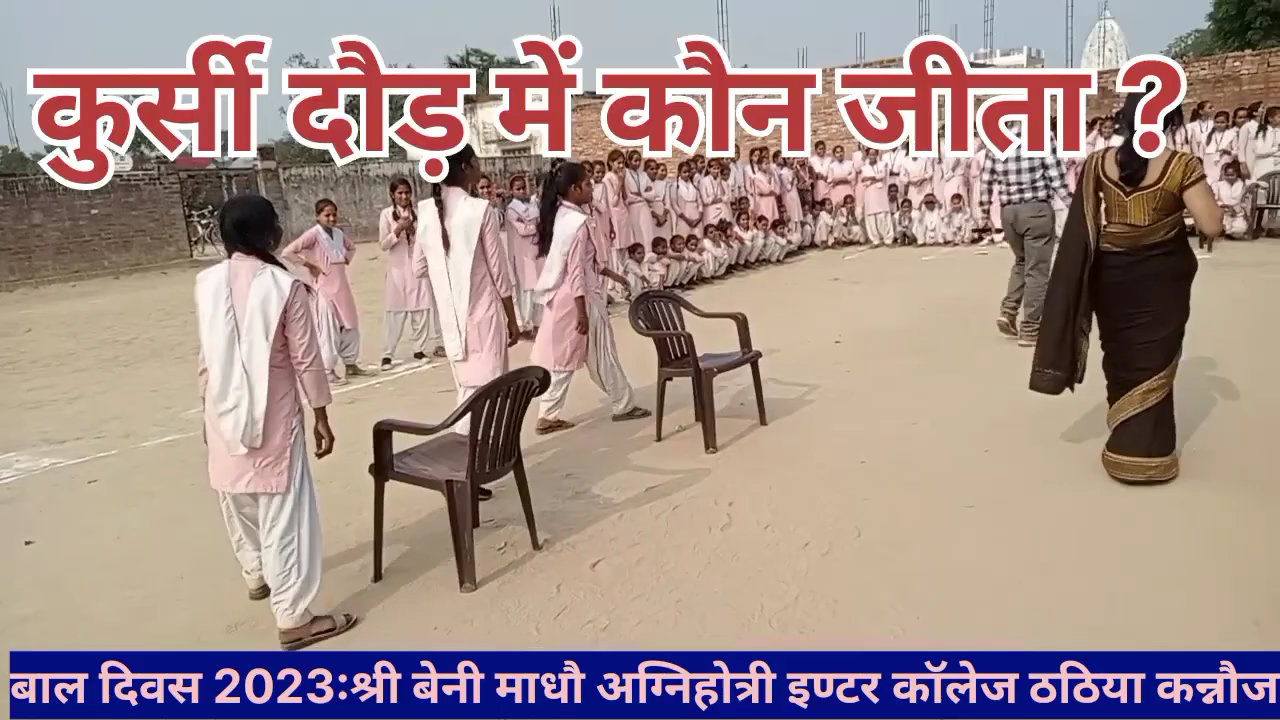 कुर्सी दौड़ में कौन जीता ?
बाल दिवस 2023:श्री बेनी माधौ अग्निहोत्री इण्टर कॉलेज ठठिया कन्नौज